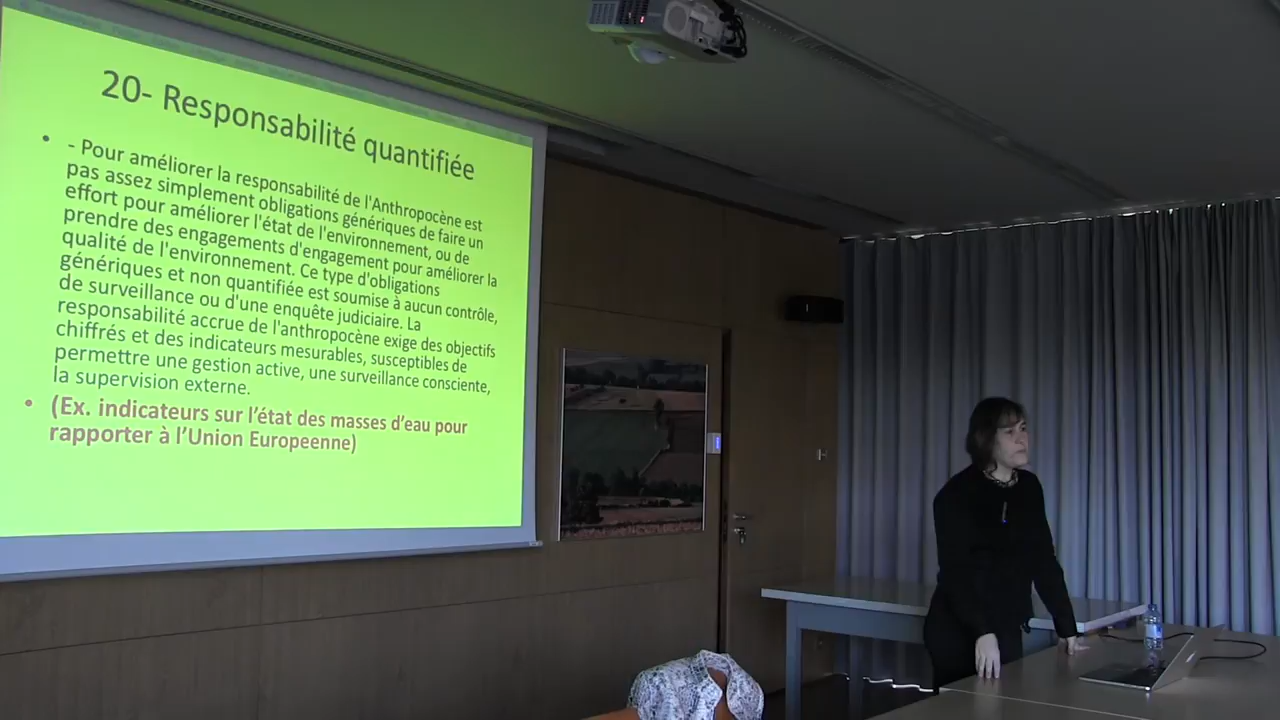 20- Responsabilité quantifiée
• - Pour améliorer la responsabilité de l'Anthropocène est
pas assez simplement obligations génériques de faire un
effort pour améliorer l'état de l'environnement, ou de
prendre des engagements d'engagement pour améliorer la
qualité de l'environnement. Ce type d'obligations
génériques et non quantifiée est soumise à aucun contrôle,
de surveillance ou d'une enquête judiciaire. La
responsabilité accrue de l'anthropocène exige des objectifs
chiffrés et des indicateurs mesurables, susceptibles de
permettre une gestion active, une surveillance consciente,
la supervision externe.
• (Ex. indicateurs sur l'état des masses d'eau pour
rapporter à l'Union Europeenne)